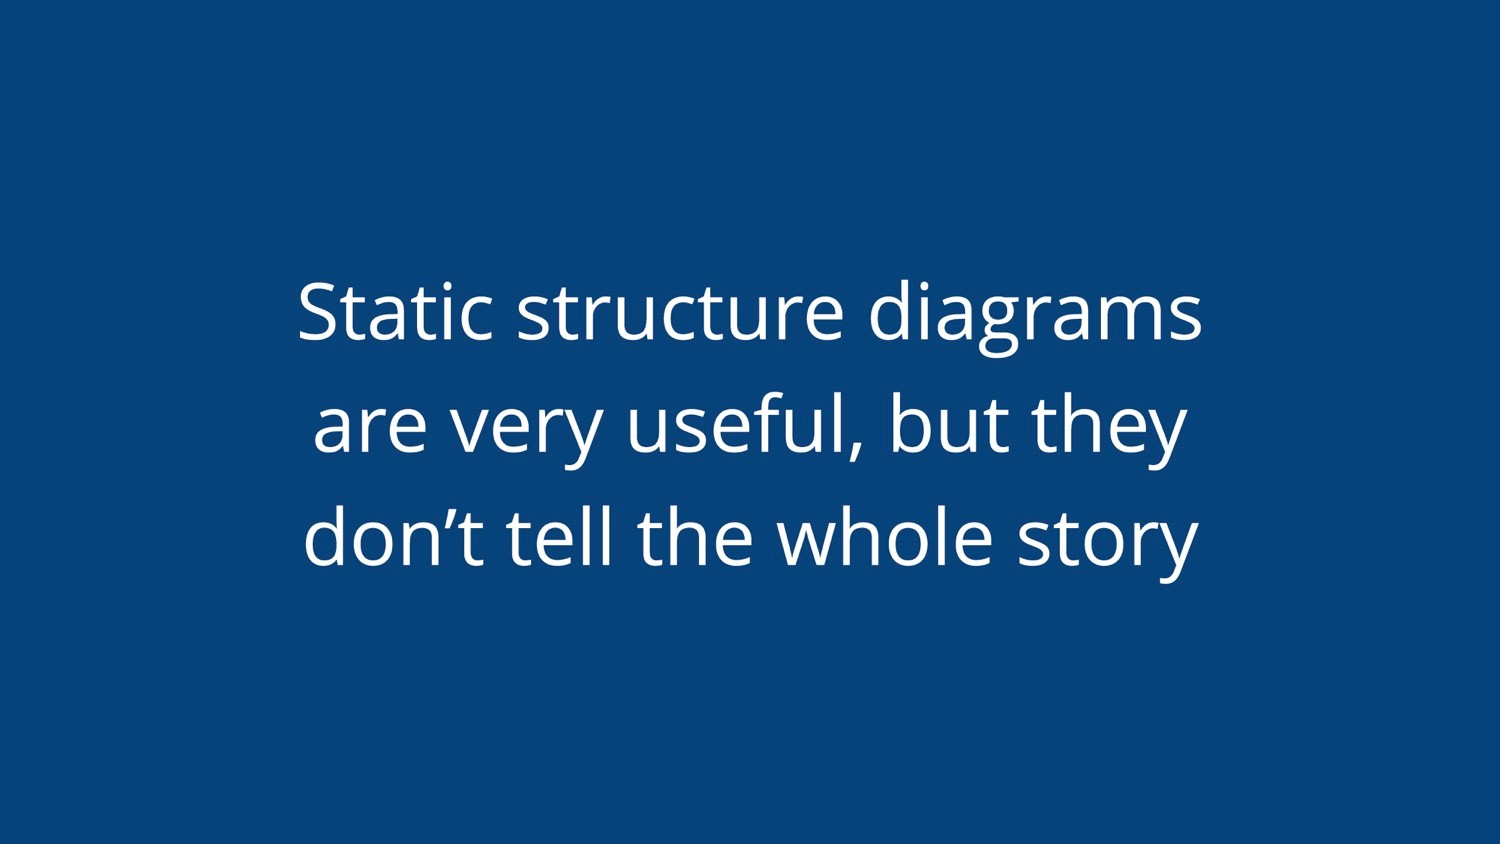 Static structure diagrams
are very useful, but they
don’t tell the whole story